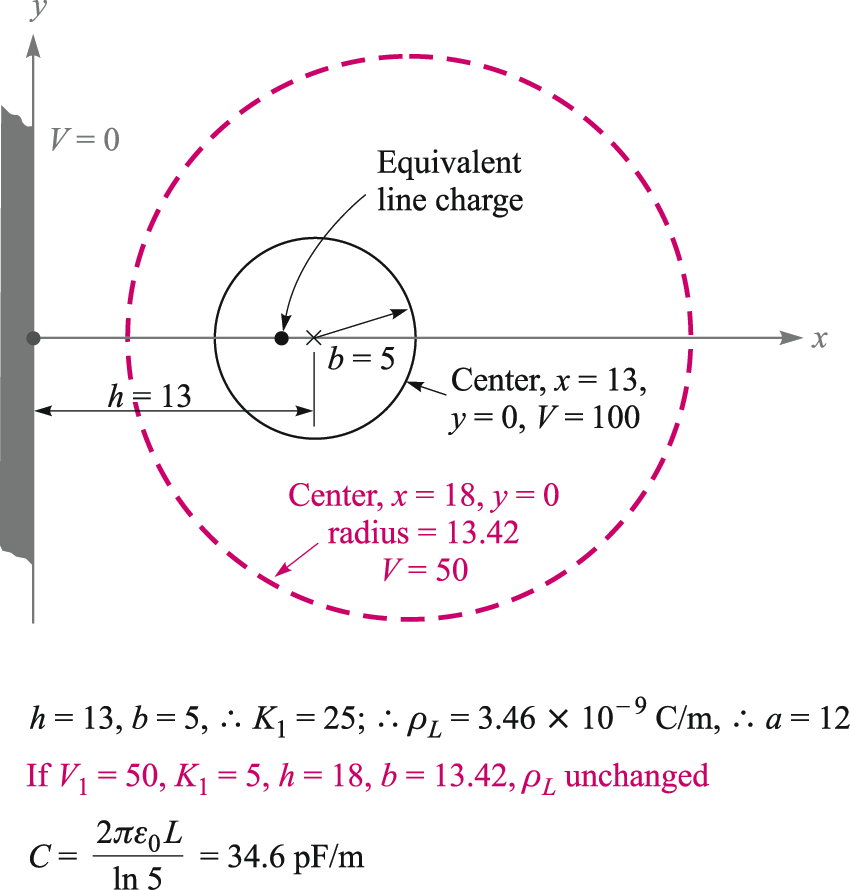 y
V = 0
Equivalent
line charge
x
b = 5
h = 13
Center, x = 13,
y = 0, V = 100
Center, x = 18, y = 0
radius = 13.42
V = 50
h = 13, b = 5, ∴ K₁ = 25; ∴ ρ_L = 3.46 × 10⁻⁹ C/m, ∴ a = 12
If V₁ = 50, K₁ = 5, h = 18, b = 13.42, ρ_L unchanged
C = 2πε₀L / ln 5 = 34.6 pF/m